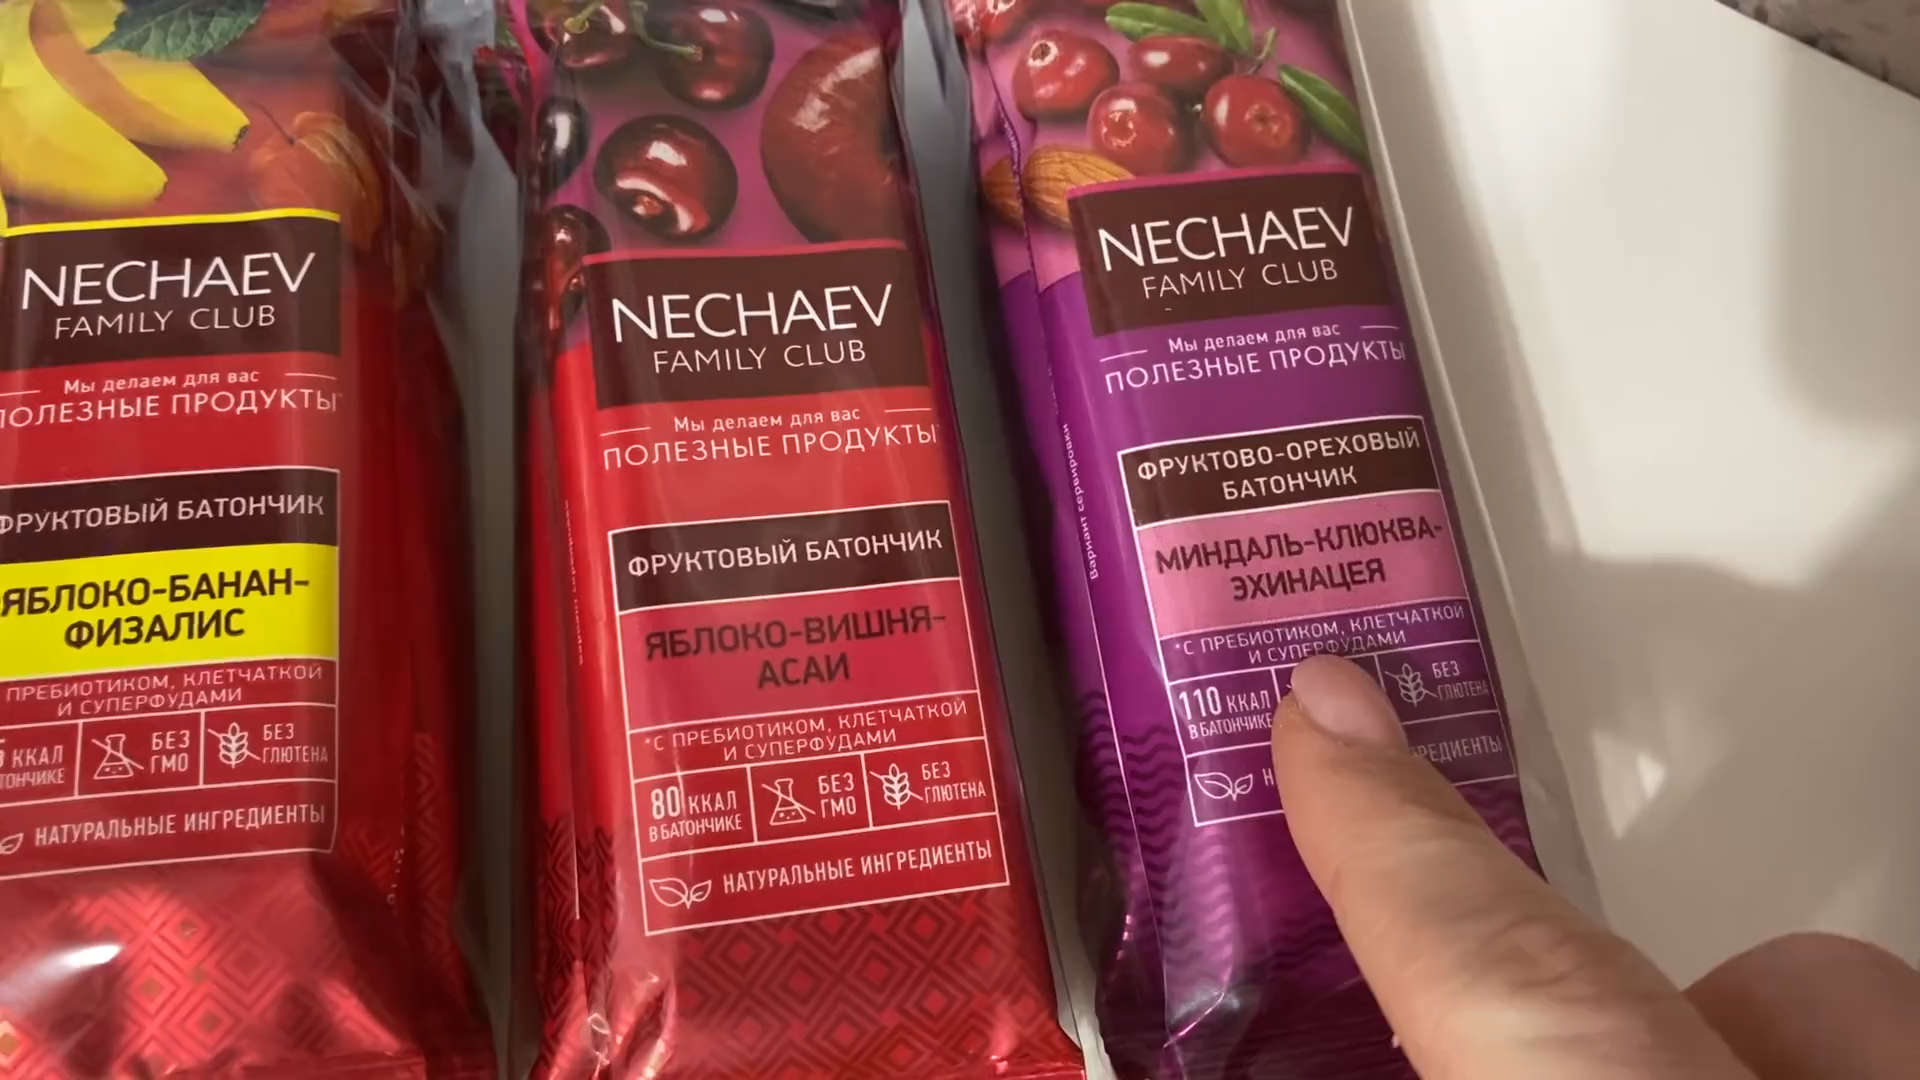 NECHAEV
FAMILY CLUB
Мы делаем для вас
ПОЛЕЗНЫЕ ПРОДУКТЫ
ФРУКТОВЫЙ БАТОНЧИК
ЯБЛОКО-БАНАН-
ФИЗАЛИС
ПРЕБИОТИКОМ, КЛЕТЧАТКОЙ
И СУПЕРФУДАМИ
ККАЛ
БЕЗ
ГМО
БЕЗ
ГЛЮТЕНА
НАТУРАЛЬНЫЕ ИНГРЕДИЕНТЫ
NECHAEV
FAMILY CLUB
Мы делаем для вас
ПОЛЕЗНЫЕ ПРОДУКТЫ
ФРУКТОВЫЙ БАТОНЧИК
ЯБЛОКО-ВИШНЯ-
АСАИ
*С ПРЕБИОТИКОМ, КЛЕТЧАТКОЙ
И СУПЕРФУДАМИ
80 ККАЛ
В БАТОНЧИКЕ
БЕЗ
ГМО
БЕЗ
ГЛЮТЕНА
НАТУРАЛЬНЫЕ ИНГРЕДИЕНТЫ
NECHAEV
FAMILY CLUB
Мы делаем для вас
ПОЛЕЗНЫЕ ПРОДУКТЫ
Вариант сервировки
ФРУКТОВО-ОРЕХОВЫЙ
БАТОНЧИК
МИНДАЛЬ-КЛЮКВА-
ЭХИНАЦЕЯ
*С ПРЕБИОТИКОМ, КЛЕТЧАТКОЙ
И СУПЕРФУДАМИ
110 ККАЛ
В БАТОНЧИКЕ
БЕЗ
ГЛЮТЕНА